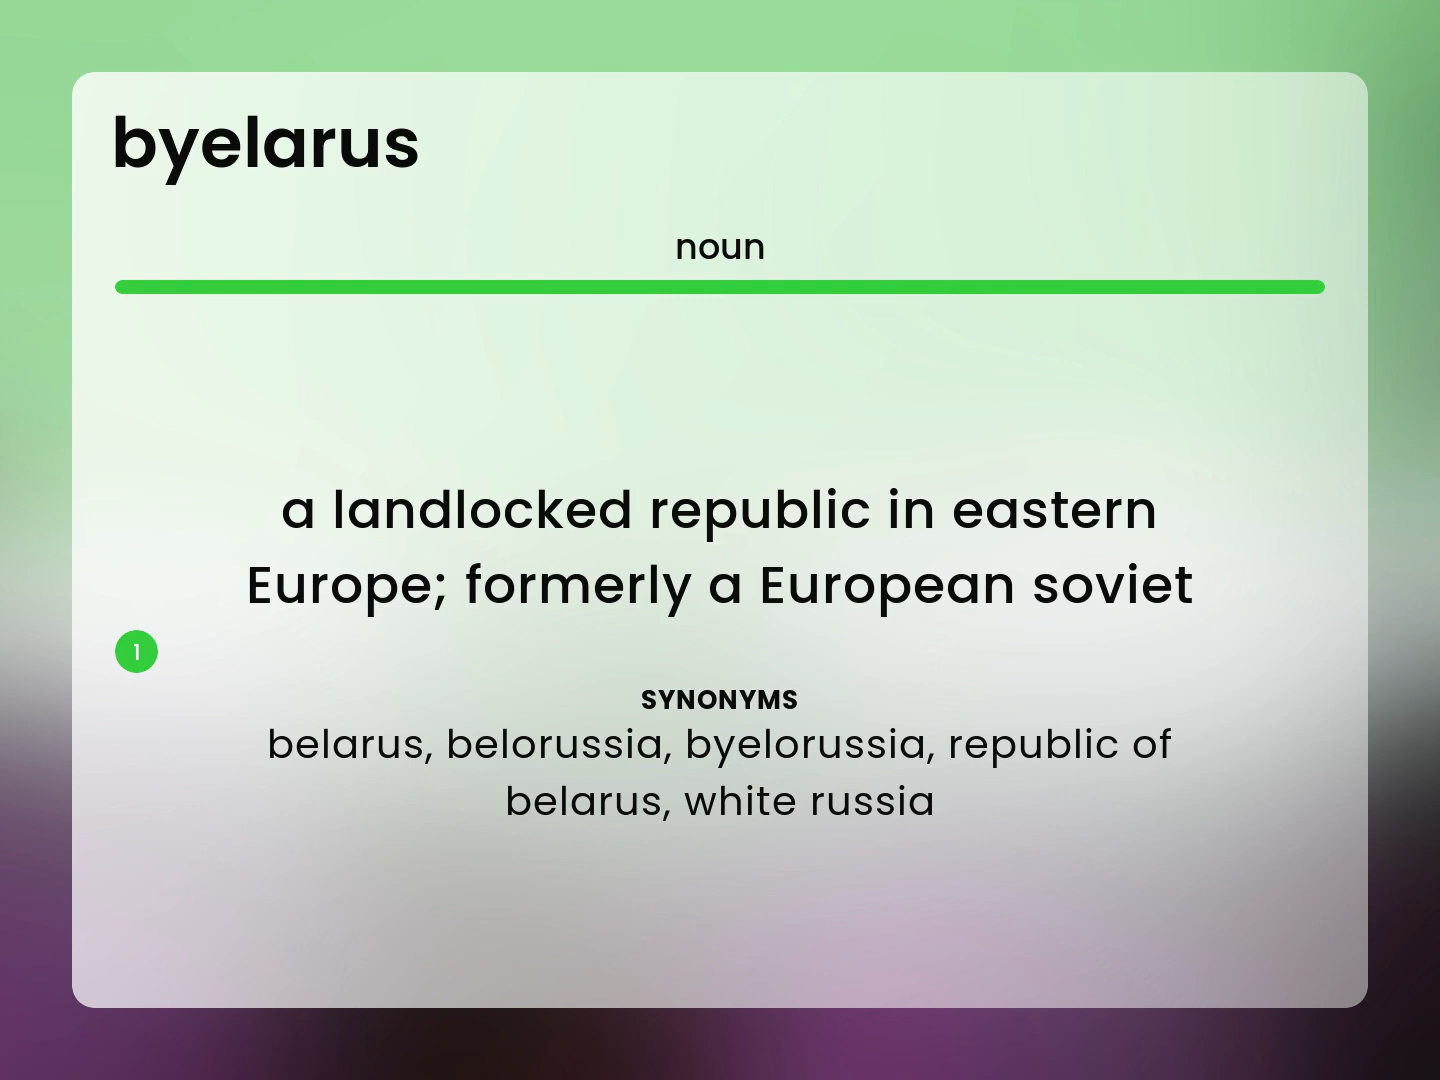 byelarus
noun
a landlocked republic in eastern
Europe; formerly a European soviet
1
SYNONYMS
belarus, belorussia, byelorussia, republic of
belarus, white russia